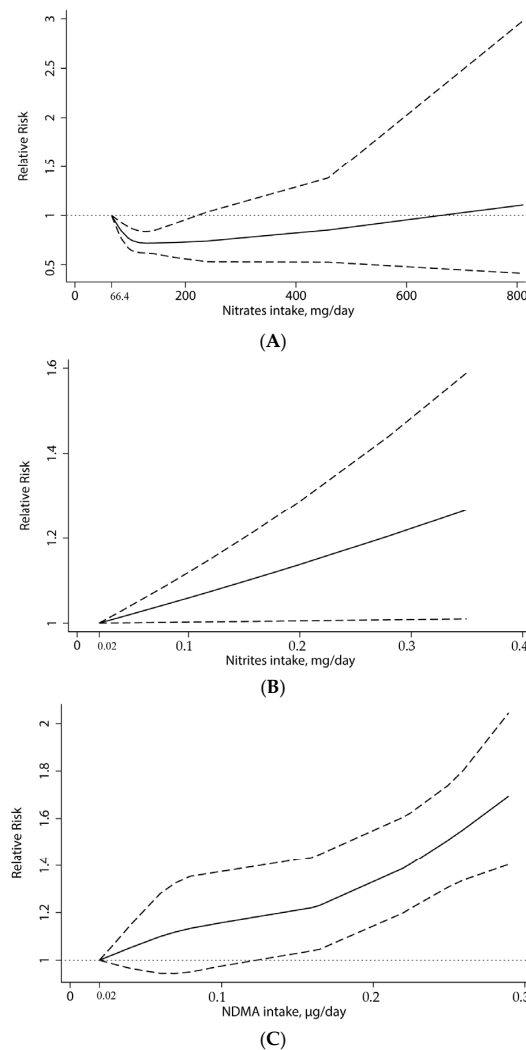 3
2.5
2
1.5
1
0.5
Relative Risk
0 66.4 200 400 600 800
Nitrates intake, mg/day
(A)
1.6
1.4
1.2
1
Relative Risk
0 0.02 0.1 0.2 0.3 0.4
Nitrites intake, mg/day
(B)
2
1.8
1.6
1.4
1.2
1
Relative Risk
0 0.02 0.1 0.2 0.3
NDMA intake, µg/day
(C)